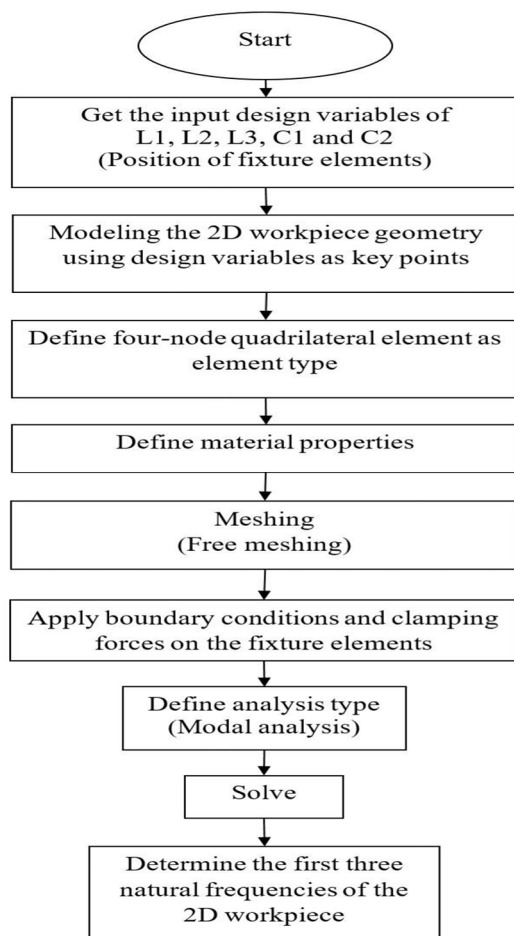 Start
Get the input design variables of
L1, L2, L3, C1 and C2
(Position of fixture elements)
Modeling the 2D workpiece geometry
using design variables as key points
Define four-node quadrilateral element as
element type
Define material properties
Meshing
(Free meshing)
Apply boundary conditions and clamping
forces on the fixture elements
Define analysis type
(Modal analysis)
Solve
Determine the first three
natural frequencies of the
2D workpiece